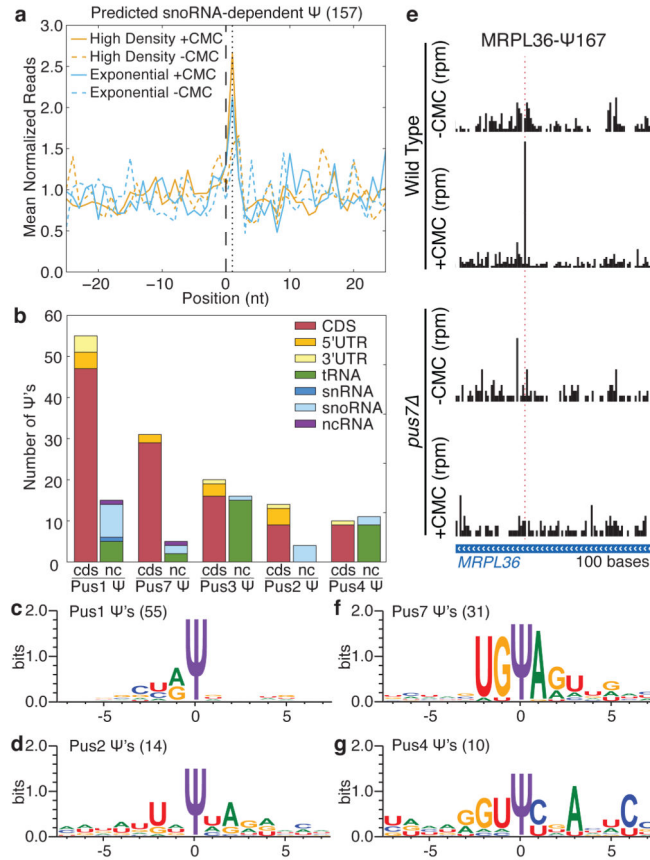 a
Predicted snoRNA-dependent Ψ (157)
High Density +CMC
High Density -CMC
Exponential +CMC
Exponential -CMC
Mean Normalized Reads
3.0
2.5
2.0
1.5
1.0
0.5
0.0
−20 −10 0 10 20
Position (nt)
b
Number of Ψ's
60
50
40
30
20
10
0
CDS
5'UTR
3'UTR
tRNA
snRNA
snoRNA
ncRNA
cds nc cds nc cds nc cds nc cds nc
Pus1 Ψ Pus7 Ψ Pus3 Ψ Pus2 Ψ Pus4 Ψ
e
MRPL36-Ψ167
Wild Type
-CMC (rpm)
+CMC (rpm)
pus7Δ
-CMC (rpm)
+CMC (rpm)
MRPL36 100 bases
c
Pus1 Ψ's (55)
bits
2.0
1.0
0.0
CUAΨ
-5 0 5
d
Pus2 Ψ's (14)
bits
2.0
1.0
0.0
UΨUAGA
-5 0 5
f
Pus7 Ψ's (31)
bits
2.0
1.0
0.0
UGΨAGU
-5 0 5
g
Pus4 Ψ's (10)
bits
2.0
1.0
0.0
GGUΨC A C
-5 0 5